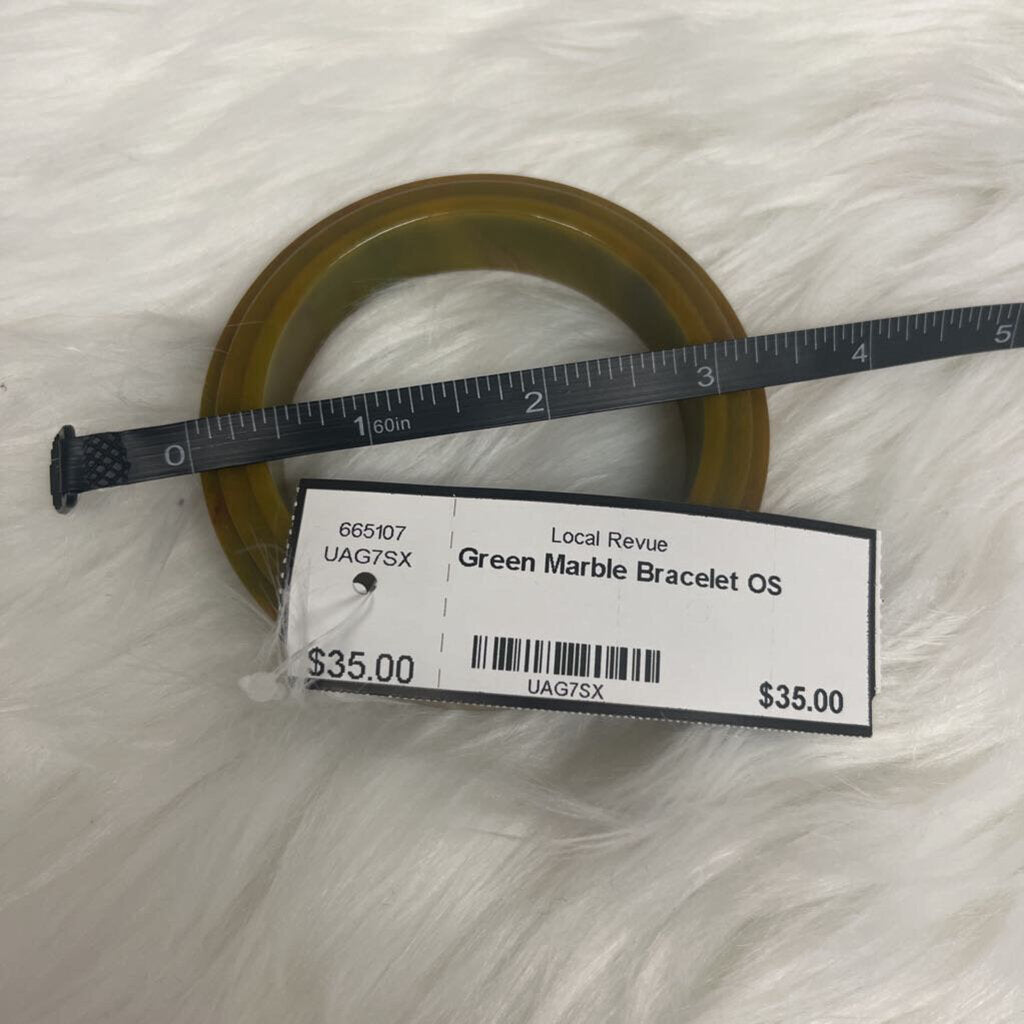 0 1 60in 2 3 4 5
665107
UAG7SX
$35.00
Local Revue
Green Marble Bracelet OS
UAG7SX
$35.00